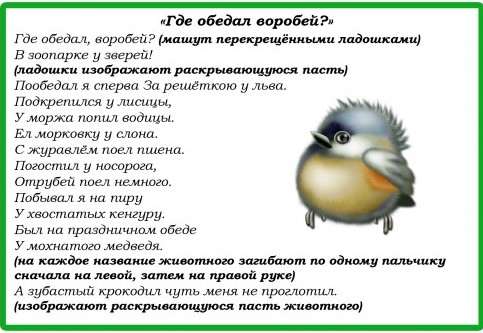 «Где обедал воробей?»
Где обедал, воробей? (машут перекрещёнными ладошками)
В зоопарке у зверей!
(ладошки изображают раскрывающуюся пасть)
Пообедал я сперва За решёткою у льва.
Подкрепился у лисицы,
У моржа попил водицы.
Ел морковку у слона.
С журавлём поел пшена.
Погостил у носорога,
Отрубей поел немного.
Побывал я на пиру
У хвостатых кенгуру.
Был на праздничном обеде
У мохнатого медведя.
(на каждое название животного загибают по одному пальчику
сначала на левой, затем на правой руке)
А зубастый крокодил чуть меня не проглотил.
(изображают раскрывающуюся пасть животного)